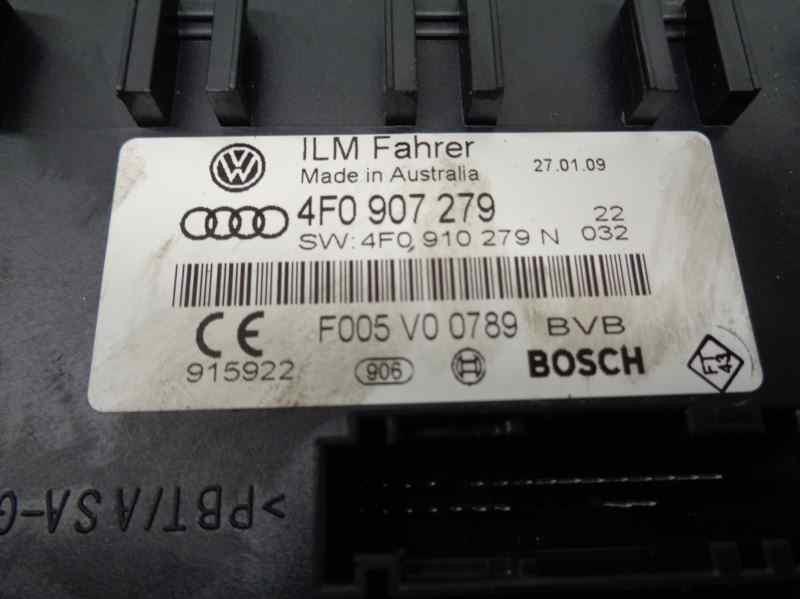 ILM Fahrer
Made in Australia
27.01.09
4F0 907 279
22
SW: 4F0 910 279 N
032
CE
F005 V0 0789 BVB
915922
906
BOSCH
FT
43
>PBT/ASA-G